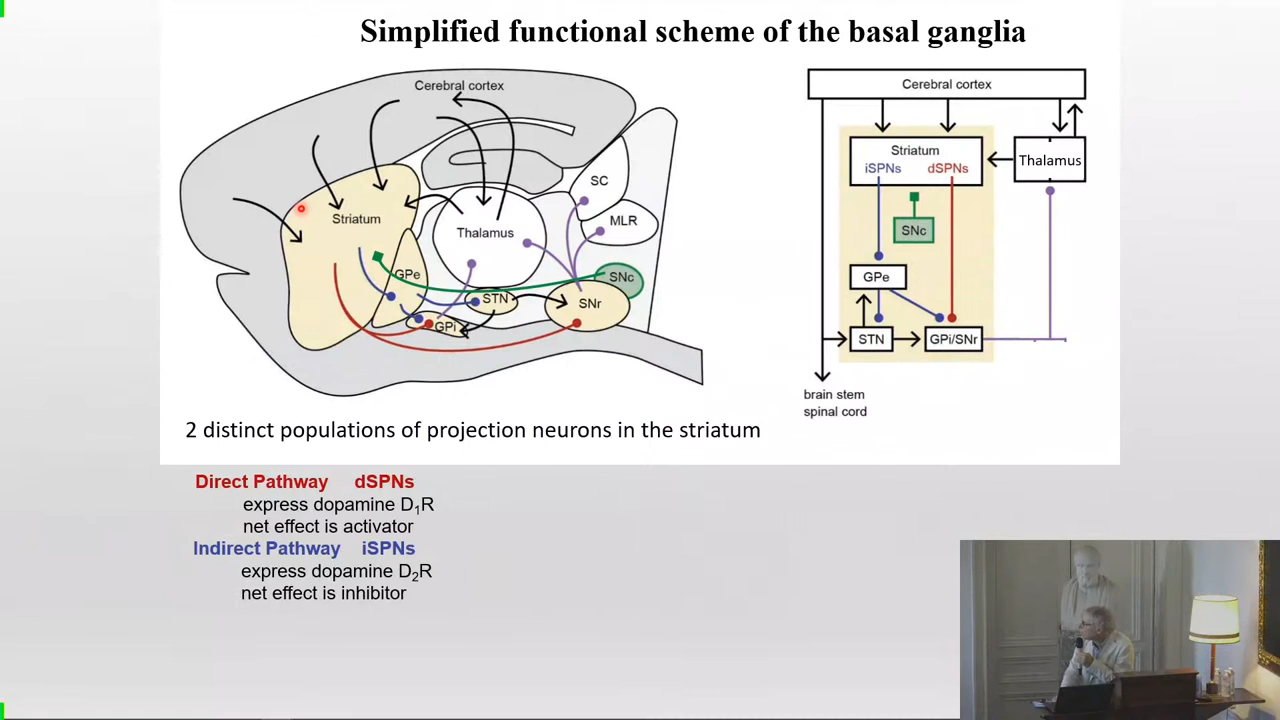 Simplified functional scheme of the basal ganglia
Cerebral cortex
Striatum
Thalamus
SC
MLR
GPe
STN
SNc
SNr
GPi
Cerebral cortex
Striatum
iSPNs dSPNs
Thalamus
SNc
GPe
STN
GPi/SNr
brain stem
spinal cord
2 distinct populations of projection neurons in the striatum
Direct Pathway dSPNs
express dopamine D₁R
net effect is activator
Indirect Pathway iSPNs
express dopamine D₂R
net effect is inhibitor